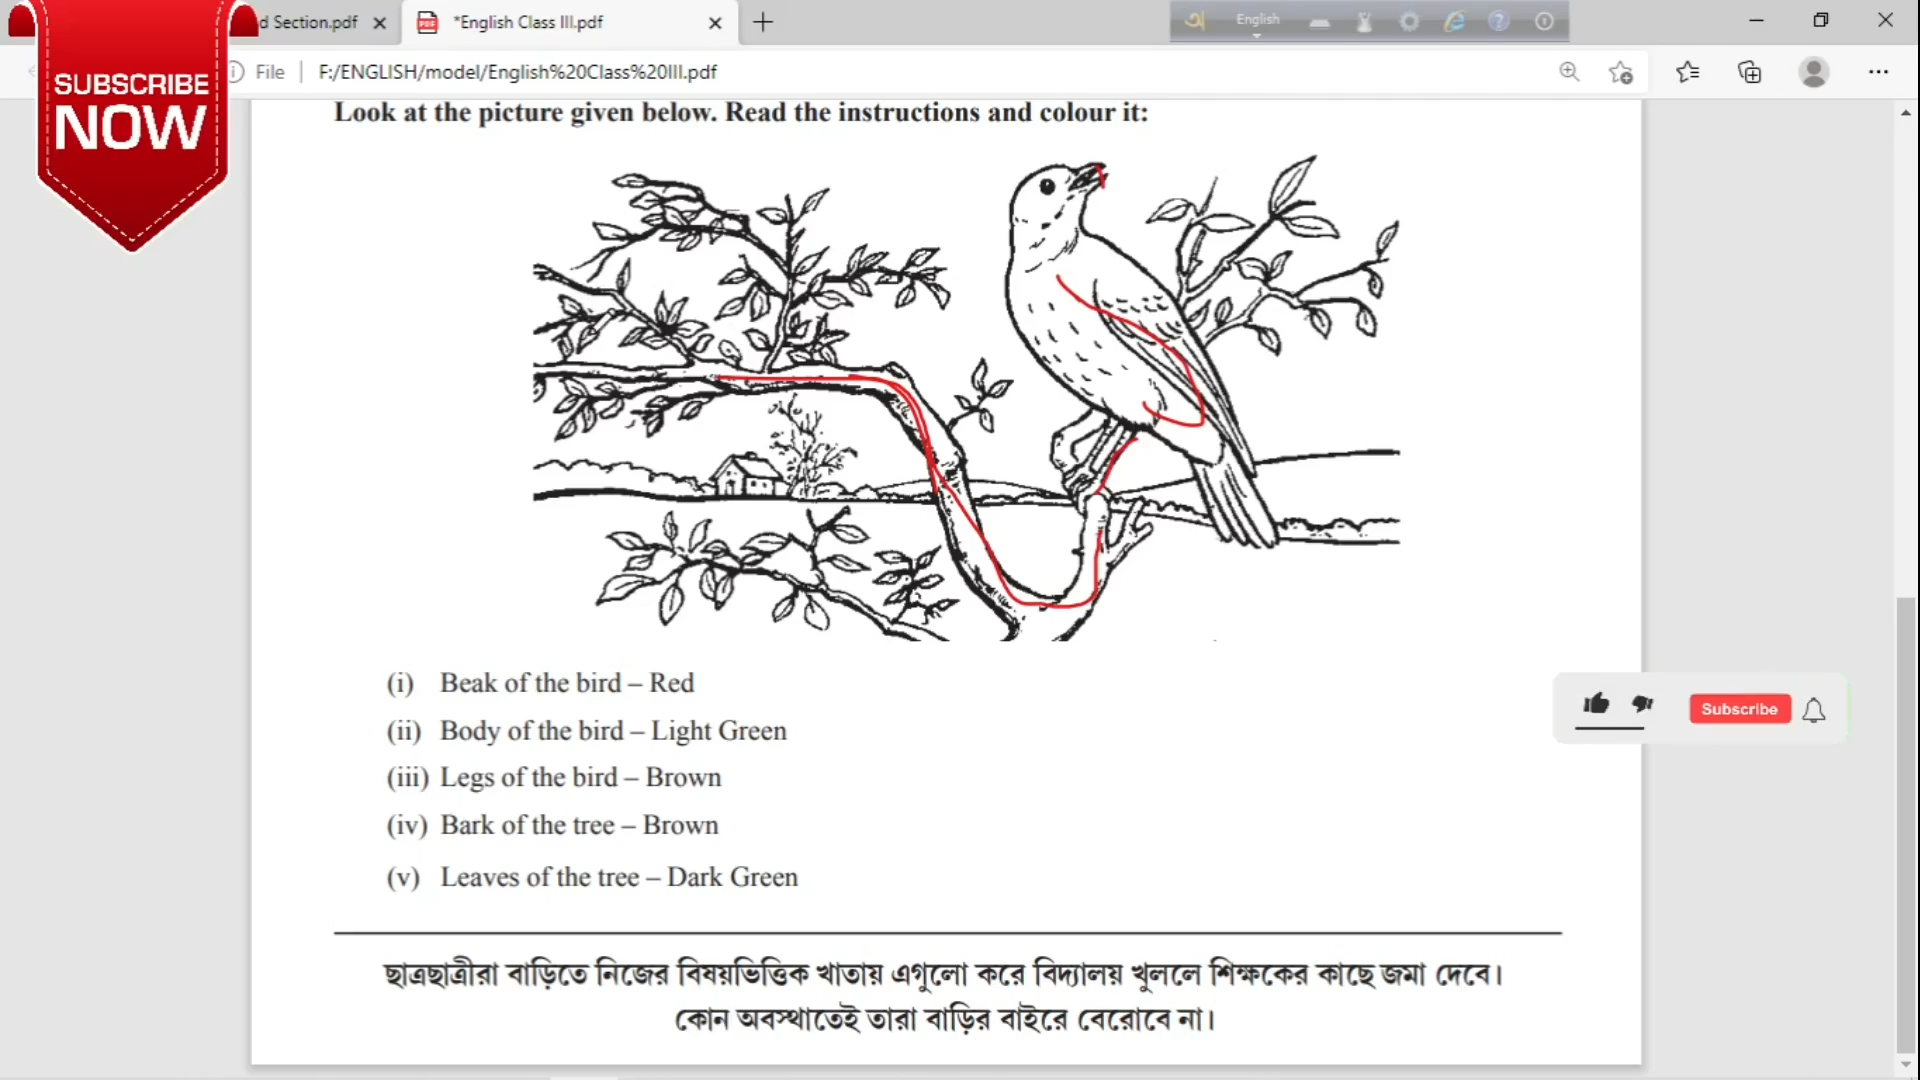 d Section.pdf
*English Class III.pdf
English
File
F:/ENGLISH/model/English%20Class%20III.pdf
SUBSCRIBE
NOW
Look at the picture given below. Read the instructions and colour it:
(i) Beak of the bird – Red
(ii) Body of the bird – Light Green
(iii) Legs of the bird – Brown
(iv) Bark of the tree – Brown
(v) Leaves of the tree – Dark Green
Subscribe
ছাত্রছাত্রীরা বাড়িতে নিজের বিষয়ভিত্তিক খাতায় এগুলো করে বিদ্যালয় খুললে শিক্ষকের কাছে জমা দেবে।
কোন অবস্থাতেই তারা বাড়ির বাইরে বেরোবে না।